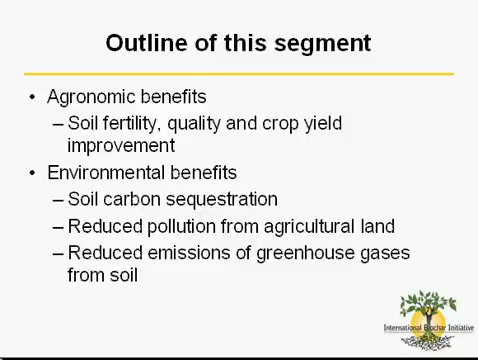 Outline of this segment
• Agronomic benefits
– Soil fertility, quality and crop yield
improvement
• Environmental benefits
– Soil carbon sequestration
– Reduced pollution from agricultural land
– Reduced emissions of greenhouse gases
from soil
International Biochar Initiative